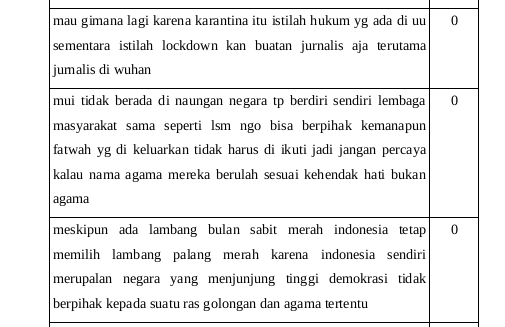 mau gimana lagi karena karantina itu istilah hukum yg ada di uu 0
sementara istilah lockdown kan buatan jurnalis aja terutama
jurnalis di wuhan
mui tidak berada di naungan negara tp berdiri sendiri lembaga 0
masyarakat sama seperti lsm ngo bisa berpihak kemanapun
fatwah yg di keluarkan tidak harus di ikuti jadi jangan percaya
kalau nama agama mereka berulah sesuai kehendak hati bukan
agama
meskipun ada lambang bulan sabit merah indonesia tetap 0
memilih lambang palang merah karena indonesia sendiri
merupalan negara yang menjunjung tinggi demokrasi tidak
berpihak kepada suatu ras golongan dan agama tertentu